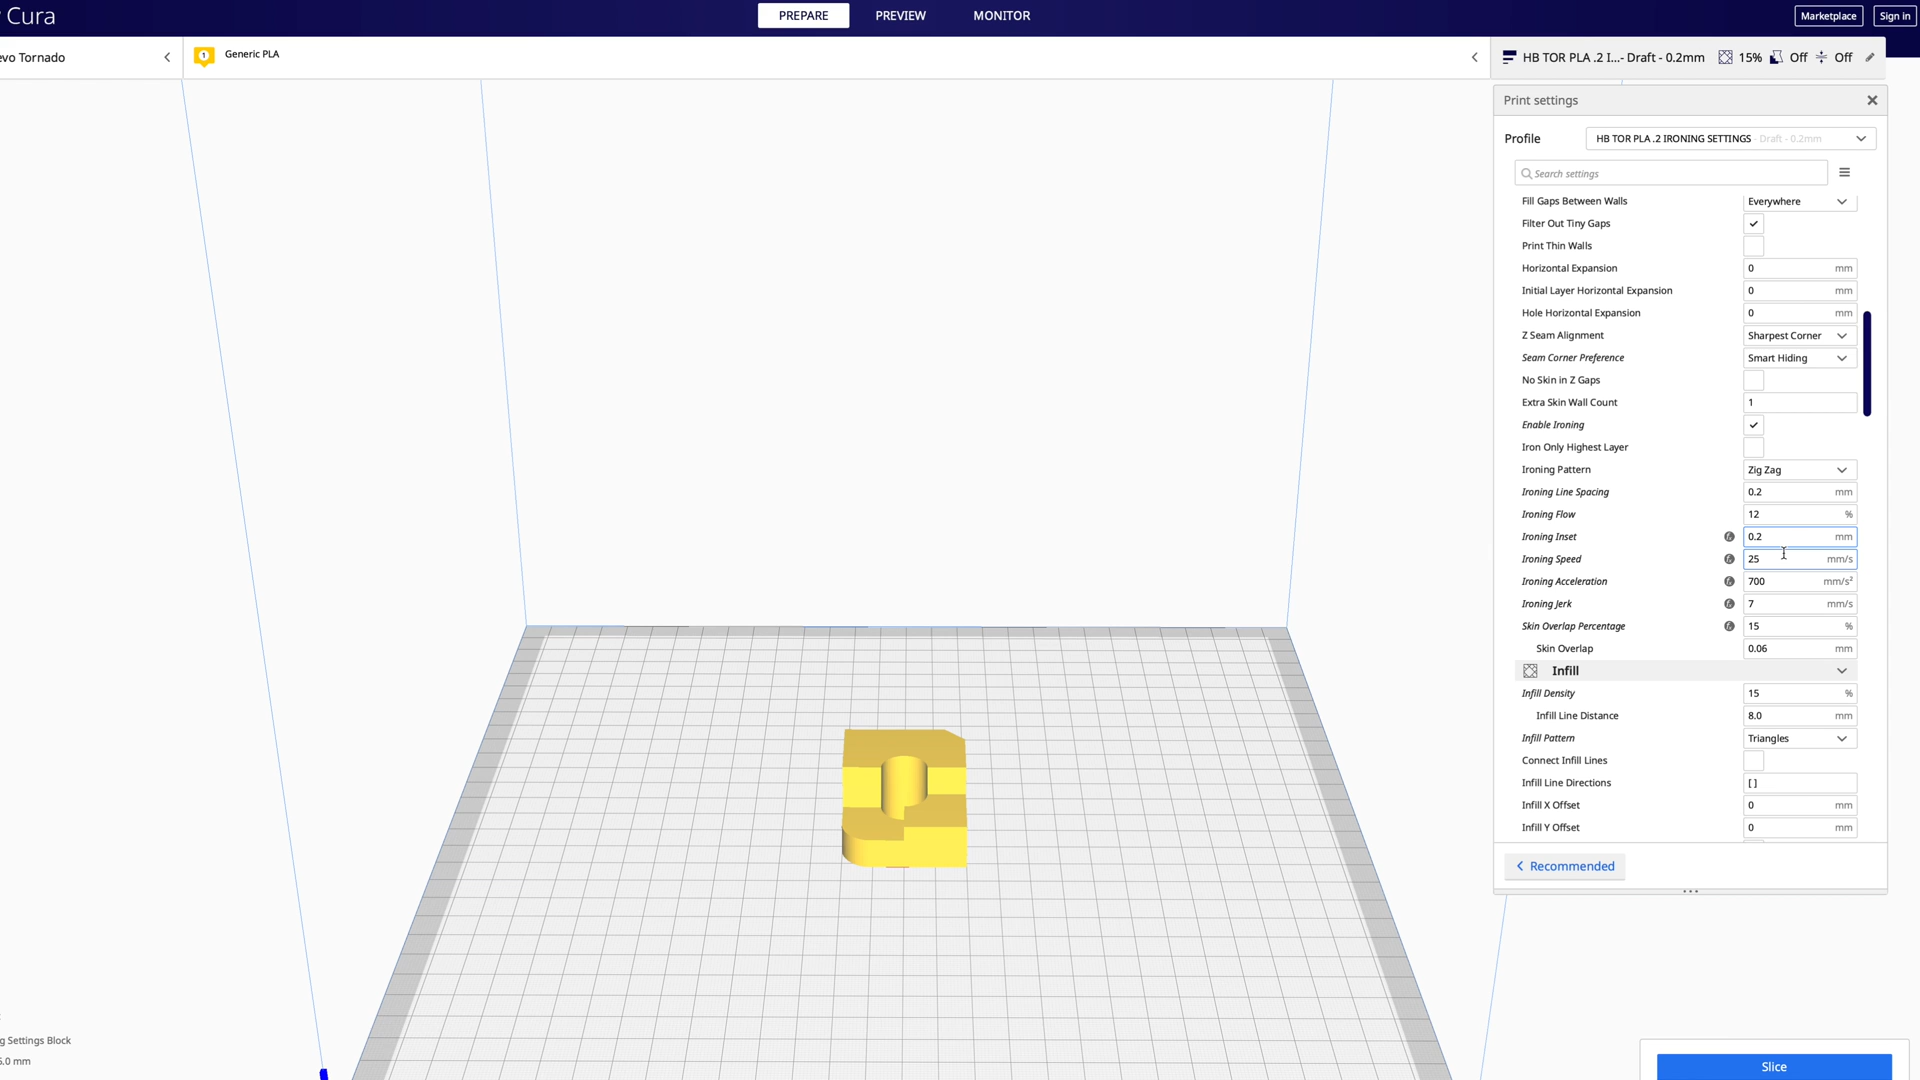 Cura
PREPARE
PREVIEW
MONITOR
Marketplace
Sign in
evo Tornado
1
Generic PLA
HB TOR PLA .2 I...- Draft - 0.2mm
15%
Off
Off
Print settings
Profile
HB TOR PLA .2 IRONING SETTINGS - Draft - 0.2mm
Search settings
Fill Gaps Between Walls Everywhere
Filter Out Tiny Gaps
Print Thin Walls
Horizontal Expansion 0 mm
Initial Layer Horizontal Expansion 0 mm
Hole Horizontal Expansion 0 mm
Z Seam Alignment Sharpest Corner
Seam Corner Preference Smart Hiding
No Skin in Z Gaps
Extra Skin Wall Count 1
Enable Ironing
Iron Only Highest Layer
Ironing Pattern Zig Zag
Ironing Line Spacing 0.2 mm
Ironing Flow 12 %
Ironing Inset 0.2 mm
Ironing Speed 25 mm/s
Ironing Acceleration 700 mm/s²
Ironing Jerk 7 mm/s
Skin Overlap Percentage 15 %
Skin Overlap 0.06 mm
Infill
Infill Density 15 %
Infill Line Distance 8.0 mm
Infill Pattern Triangles
Connect Infill Lines
Infill Line Directions [ ]
Infill X Offset 0 mm
Infill Y Offset 0 mm
Recommended
g Settings Block
5.0 mm
Slice